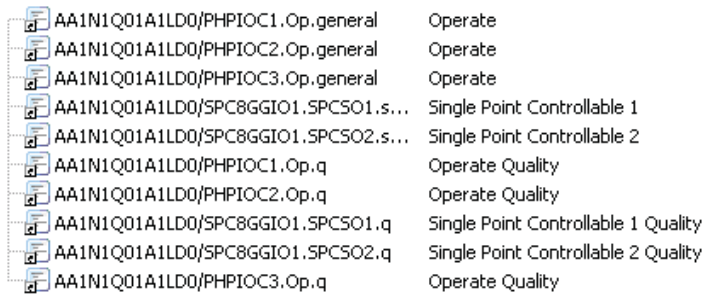 AA1N1Q01A1LD0/PHPIOC1.Op.general Operate
AA1N1Q01A1LD0/PHPIOC2.Op.general Operate
AA1N1Q01A1LD0/PHPIOC3.Op.general Operate
AA1N1Q01A1LD0/SPC8GGIO1.SPCSO1.s... Single Point Controllable 1
AA1N1Q01A1LD0/SPC8GGIO1.SPCSO2.s... Single Point Controllable 2
AA1N1Q01A1LD0/PHPIOC1.Op.q Operate Quality
AA1N1Q01A1LD0/PHPIOC2.Op.q Operate Quality
AA1N1Q01A1LD0/SPC8GGIO1.SPCSO1.q Single Point Controllable 1 Quality
AA1N1Q01A1LD0/SPC8GGIO1.SPCSO2.q Single Point Controllable 2 Quality
AA1N1Q01A1LD0/PHPIOC3.Op.q Operate Quality